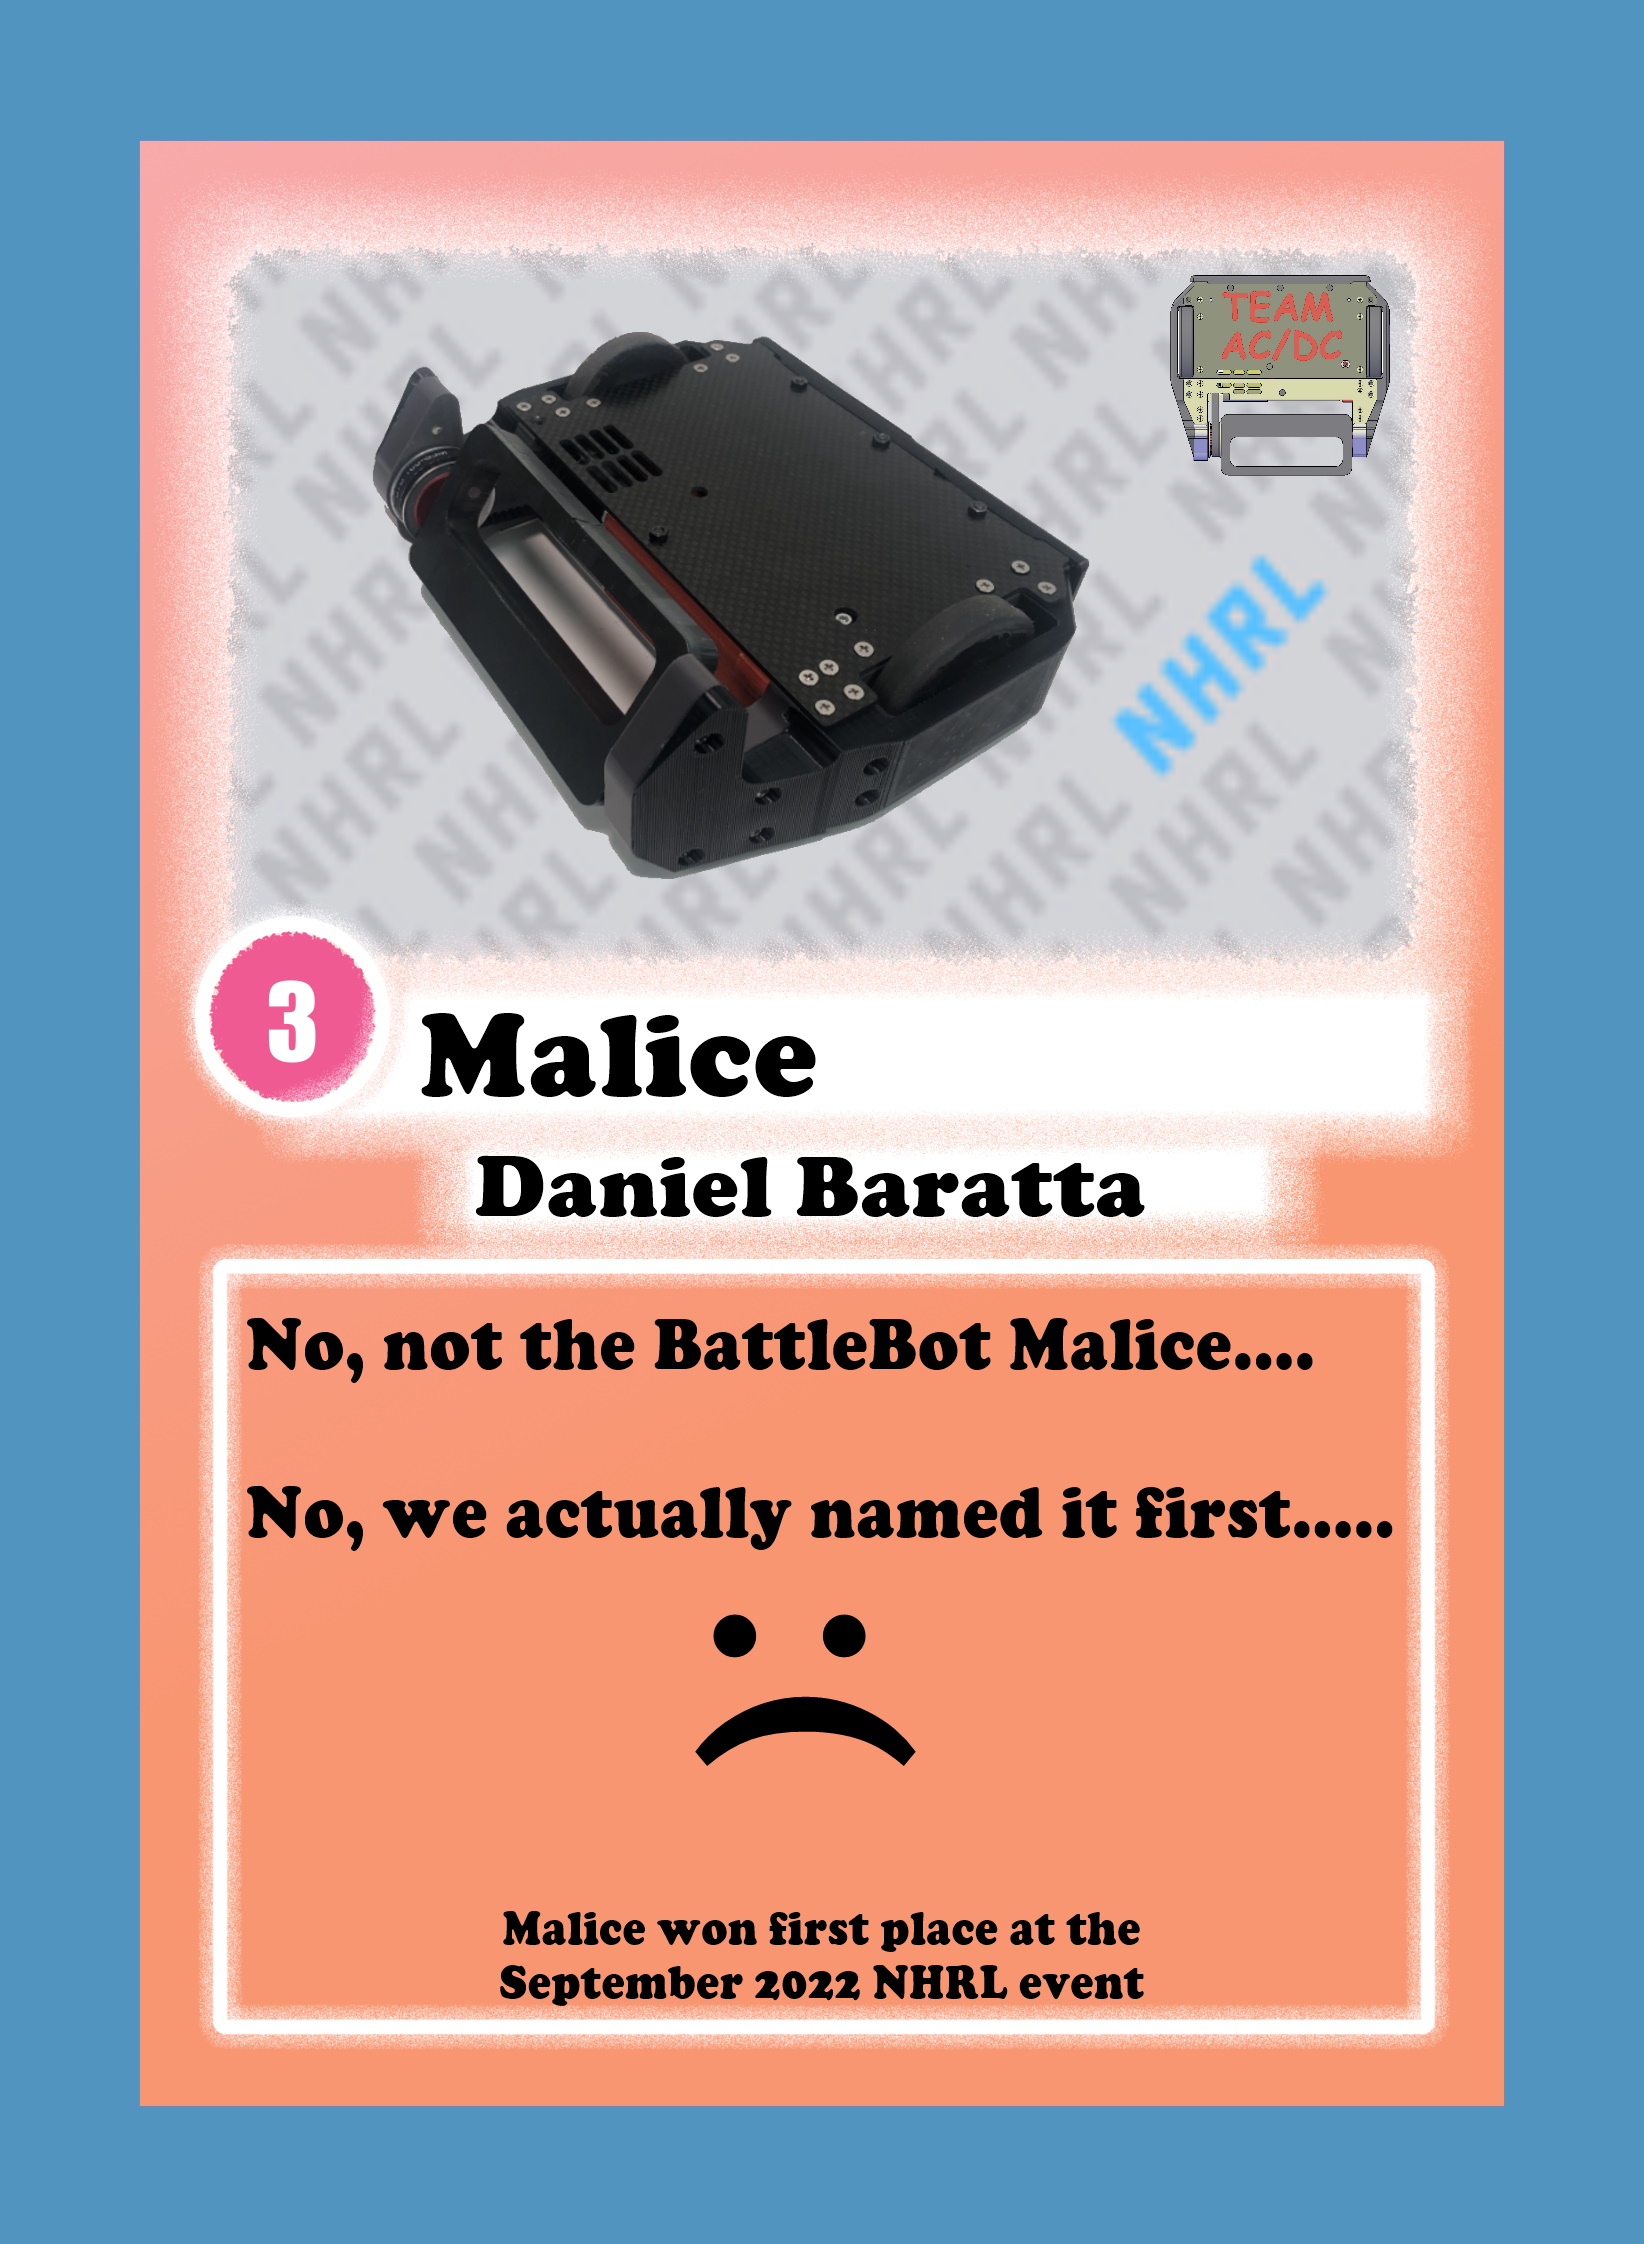 TEAM
AC/DC
NHRL
3
Malice
Daniel Baratta
No, not the BattleBot Malice....
No, we actually named it first.....
Malice won first place at the
September 2022 NHRL event